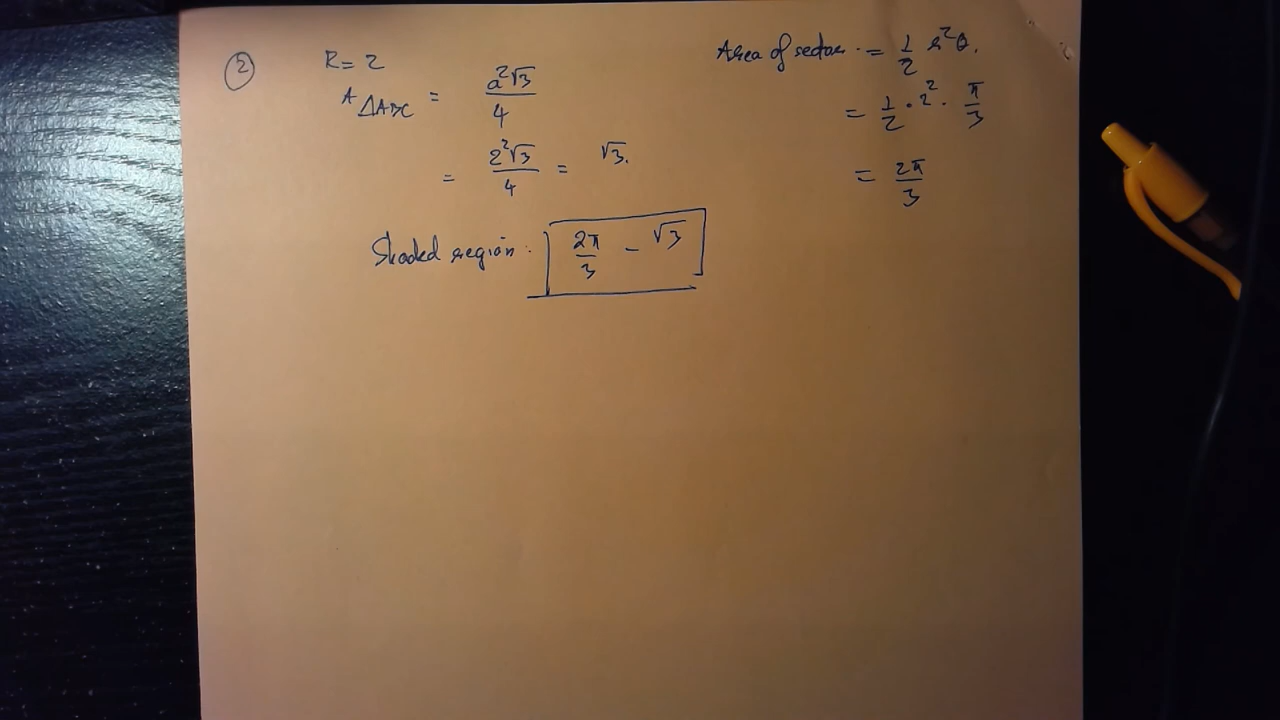 ②
R = 2
A △ABC = a²√3 / 4
= 2²√3 / 4 = √3.
Area of sector. = 1/2 r²θ.
= 1/2 · 2² · π/3
= 2π/3
Shaded region: 2π/3 - √3